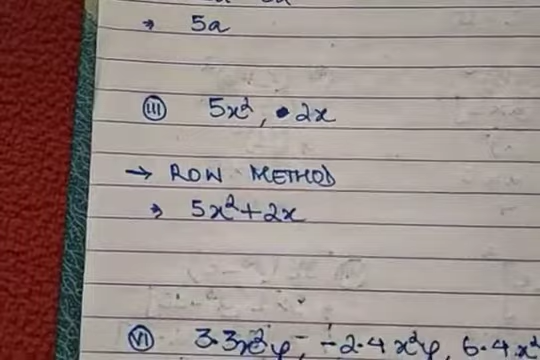 → 5a
(III) 5x², 2x
→ ROW METHOD
→ 5x²+2x
(VI) 3.3x²y, -2.4x²y, 6.4x²